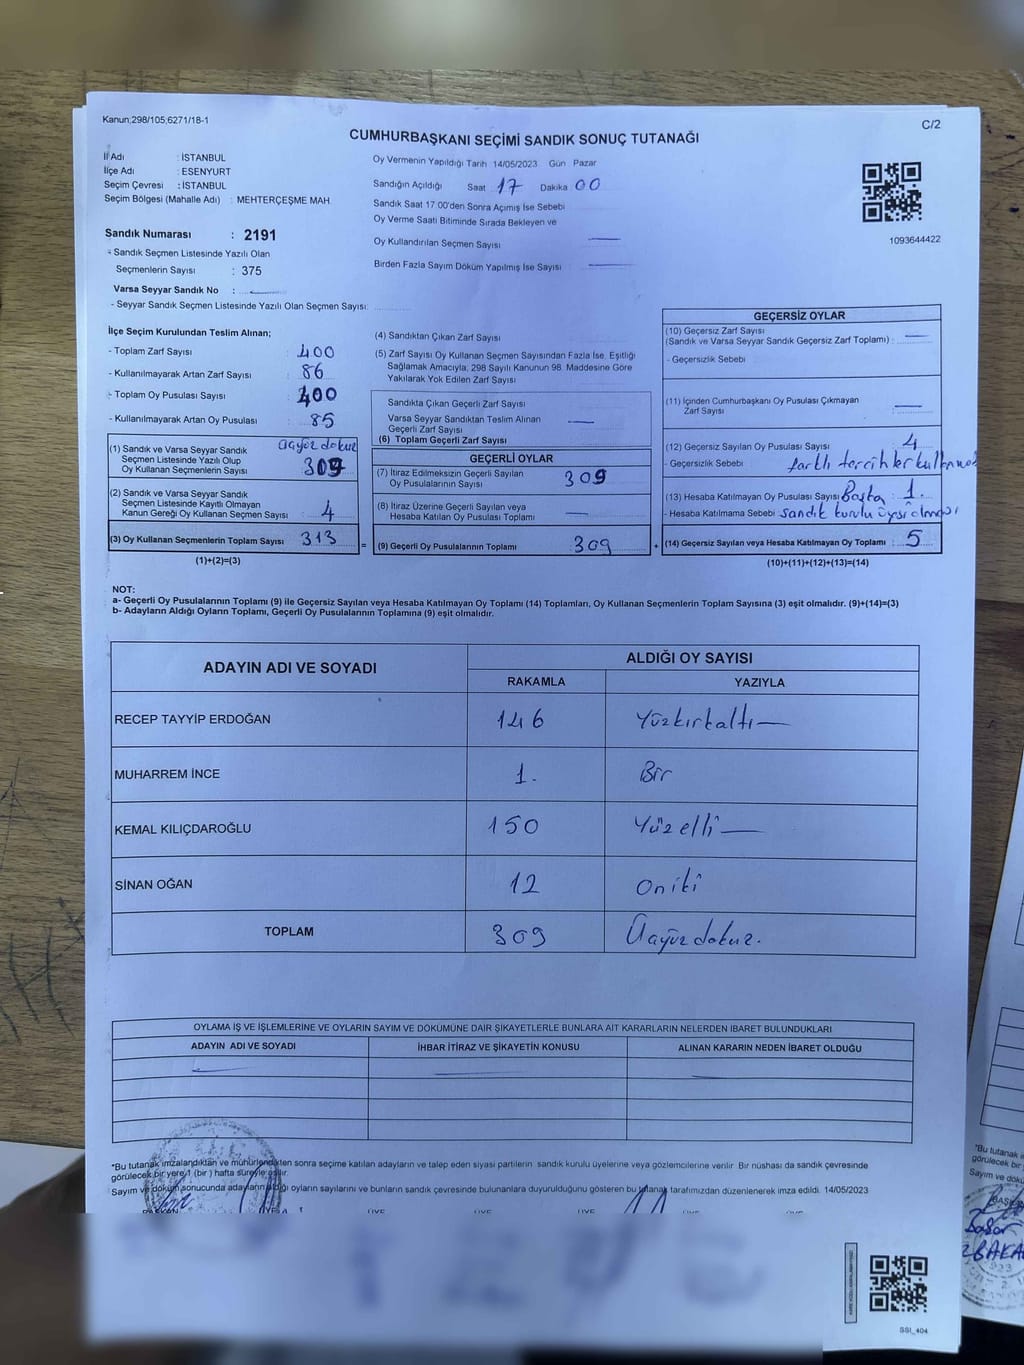 Kanun;298/105;6271/18-1
C/2
CUMHURBAŞKANI SEÇİMİ SANDIK SONUÇ TUTANAĞI
İl Adı : İSTANBUL
İlçe Adı : ESENYURT
Seçim Çevresi : İSTANBUL
Seçim Bölgesi (Mahalle Adı) : MEHTERÇEŞME MAH.
Sandık Numarası : 2191
- Sandık Seçmen Listesinde Yazılı Olan
Seçmenlerin Sayısı : 375
Varsa Seyyar Sandık No :
- Seyyar Sandık Seçmen Listesinde Yazılı Olan Seçmen Sayısı:
Oy Vermenin Yapıldığı Tarih 14/05/2023 Gün Pazar
Sandığın Açıldığı Saat 17 Dakika 00
Sandık Saat 17 00'den Sonra Açımış İse Sebebi
Oy Verme Saati Bitiminde Sırada Bekleyen ve
Oy Kullandırılan Seçmen Sayısı
Birden Fazla Sayım Döküm Yapılmış İse Sayısı
1093644422
İlçe Seçim Kurulundan Teslim Alınan;
- Toplam Zarf Sayısı : 400
- Kullanılmayarak Artan Zarf Sayısı : 86
- Toplam Oy Pusulası Sayısı : 400
- Kullanılmayarak Artan Oy Pusulası : 85
(1) Sandık ve Varsa Seyyar Sandık
Seçmen Listesinde Yazılı Olup
Oy Kullanan Seçmenlerin Sayısı : 309
(2) Sandık ve Varsa Seyyar Sandık
Seçmen Listesinde Kayıtlı Olmayan
Kanun Gereği Oy Kullanan Seçmen Sayısı : 4
(3) Oy Kullanan Seçmenlerin Toplam Sayısı : 313
(1)+(2)=(3)
(4) Sandıktan Çıkan Zarf Sayısı
(5) Zarf Sayısı Oy Kullanan Seçmen Sayısından Fazla İse, Eşitliği
Sağlamak Amacıyla, 298 Sayılı Kanunun 98. Maddesine Göre
Yakılarak Yok Edilen Zarf Sayısı
Sandıkta Çıkan Geçerli Zarf Sayısı
Varsa Seyyar Sandıktan Teslim Alınan
Geçerli Zarf Sayısı
(6) Toplam Geçerli Zarf Sayısı
GEÇERLİ OYLAR
(7) İtiraz Edilmeksizin Geçerli Sayılan
Oy Pusulalarının Sayısı : 309
(8) İtiraz Üzerine Geçerli Sayılan veya
Hesaba Katılan Oy Pusulası Toplamı :
(9) Geçerli Oy Pusulalarının Toplamı : 309
GEÇERSİZ OYLAR
(10) Geçersiz Zarf Sayısı
(Sandık ve Varsa Seyyar Sandık Geçersiz Zarf Toplamı) :
- Geçersizlik Sebebi
(11) İçinden Cumhurbaşkanı Oy Pusulası Çıkmayan
Zarf Sayısı :
(12) Geçersiz Sayılan Oy Pusulası Sayısı : 4
- Geçersizlik Sebebi : farklı tercihler
(13) Hesaba Katılmayan Oy Pusulası Sayısı Başka : 1.
- Hesaba Katılmama Sebebi sandık kurulu üyesi olması
(14) Geçersiz Sayılan veya Hesaba Katılmayan Oy Toplamı : 5
(10)+(11)+(12)+(13)=(14)
NOT:
a- Geçerli Oy Pusulalarının Toplamı (9) ile Geçersiz Sayılan veya Hesaba Katılmayan Oy Toplamı (14) Toplamları, Oy Kullanan Seçmenlerin Toplam Sayısına (3) eşit olmalıdır. (9)+(14)=(3)
b- Adayların Aldığı Oyların Toplamı, Geçerli Oy Pusulalarının Toplamına (9) eşit olmalıdır.
ADAYIN ADI VE SOYADI
ALDIĞI OY SAYISI
RAKAMLA YAZIYLA
RECEP TAYYİP ERDOĞAN 146 Yüzkırkaltı
MUHARREM İNCE 1. Bir
KEMAL KILIÇDAROĞLU 150 Yüzelli
SİNAN OĞAN 12 oniki
TOPLAM 309 Üçyüzdokuz.
OYLAMA İŞ VE İŞLEMLERİNE VE OYLARIN SAYIM VE DÖKÜMÜNE DAİR ŞİKAYETLERLE BUNLARA AİT KARARLARIN NELERDEN İBARET BULUNDUKLARI
ADAYIN ADI VE SOYADI İHBAR İTİRAZ VE ŞİKAYETİN KONUSU ALINAN KARARIN NEDEN İBARET OLDUĞU
*Bu tutanak imzalandıktan ve mühürlendikten sonra seçime katılan adayların ve talep eden siyasi partilerin sandık kurulu üyelerine veya gözlemcilerine verilir. Bir nüshası da sandık çevresinde
görülecek bir yere 1 (bir) hafta süreyle asılır.
Sayım ve döküm sonucunda adayların aldığı oyların sayılarını ve bunların sandık çevresinde bulunanlara duyurulduğunu gösteren bu tutanak tarafımızdan düzenlenerek imza edildi. 14/05/2023
BAŞKAN ÜYE ÜYE ÜYE ÜYE
SSI_404